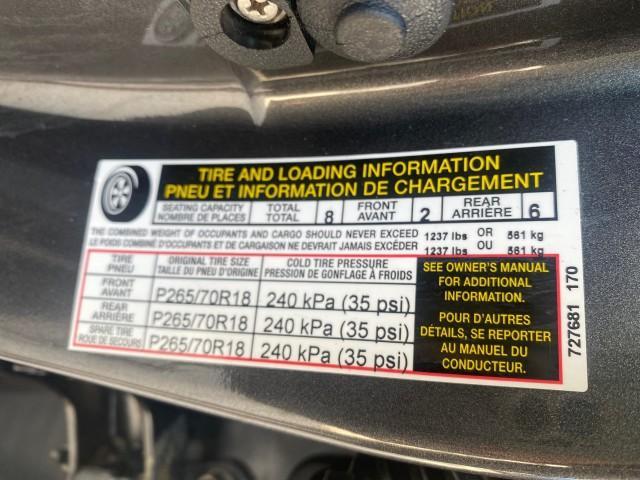 TIRE AND LOADING INFORMATION
PNEU ET INFORMATION DE CHARGEMENT
SEATING CAPACITY TOTAL 8 FRONT 2 REAR 6
NOMBRE DE PLACES TOTAL AVANT ARRIÈRE
THE COMBINED WEIGHT OF OCCUPANTS AND CARGO SHOULD NEVER EXCEED 1237 lbs OR 561 kg
LE POIDS COMBINÉ D'OCCUPANTS ET DE CARGAISON NE DEVRAIT JAMAIS EXCÉDER 1237 lbs OU 561 kg
TIRE ORIGINAL TIRE SIZE COLD TIRE PRESSURE
PNEU TAILLE DU PNEU D'ORIGINE PRESSION DE GONFLAGE À FROIDS
FRONT
AVANT P265/70R18 240 kPa (35 psi)
REAR
ARRIÈRE P265/70R18 240 kPa (35 psi)
SPARE TIRE
ROUE DE SECOURS P265/70R18 240 kPa (35 psi)
SEE OWNER'S MANUAL
FOR ADDITIONAL
INFORMATION.
POUR D'AUTRES
DÉTAILS, SE REPORTER
AU MANUEL DU
CONDUCTEUR.
727681 170